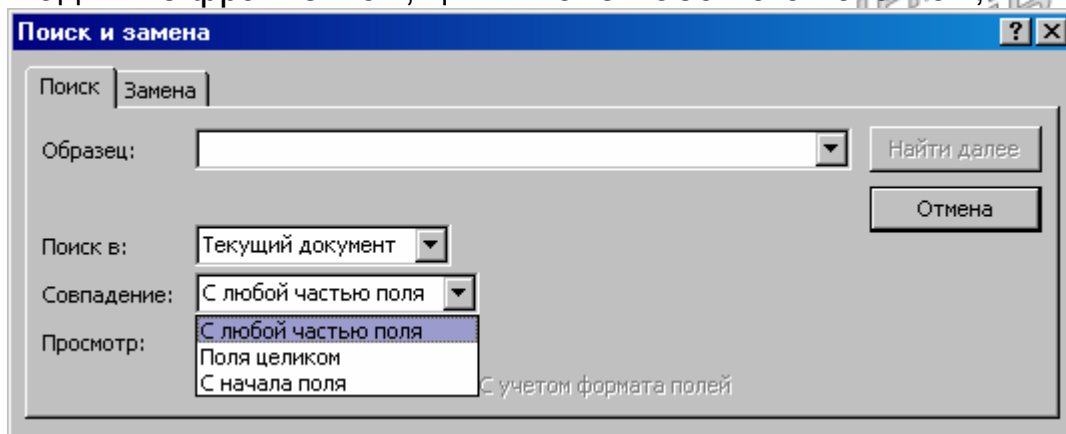 Поиск и замена
Поиск Замена
Образец:
Найти далее
Отмена
Поиск в: Текущий документ
Совпадение: С любой частью поля
Просмотр: С любой частью поля
Поля целиком
С начала поля
С учетом формата полей